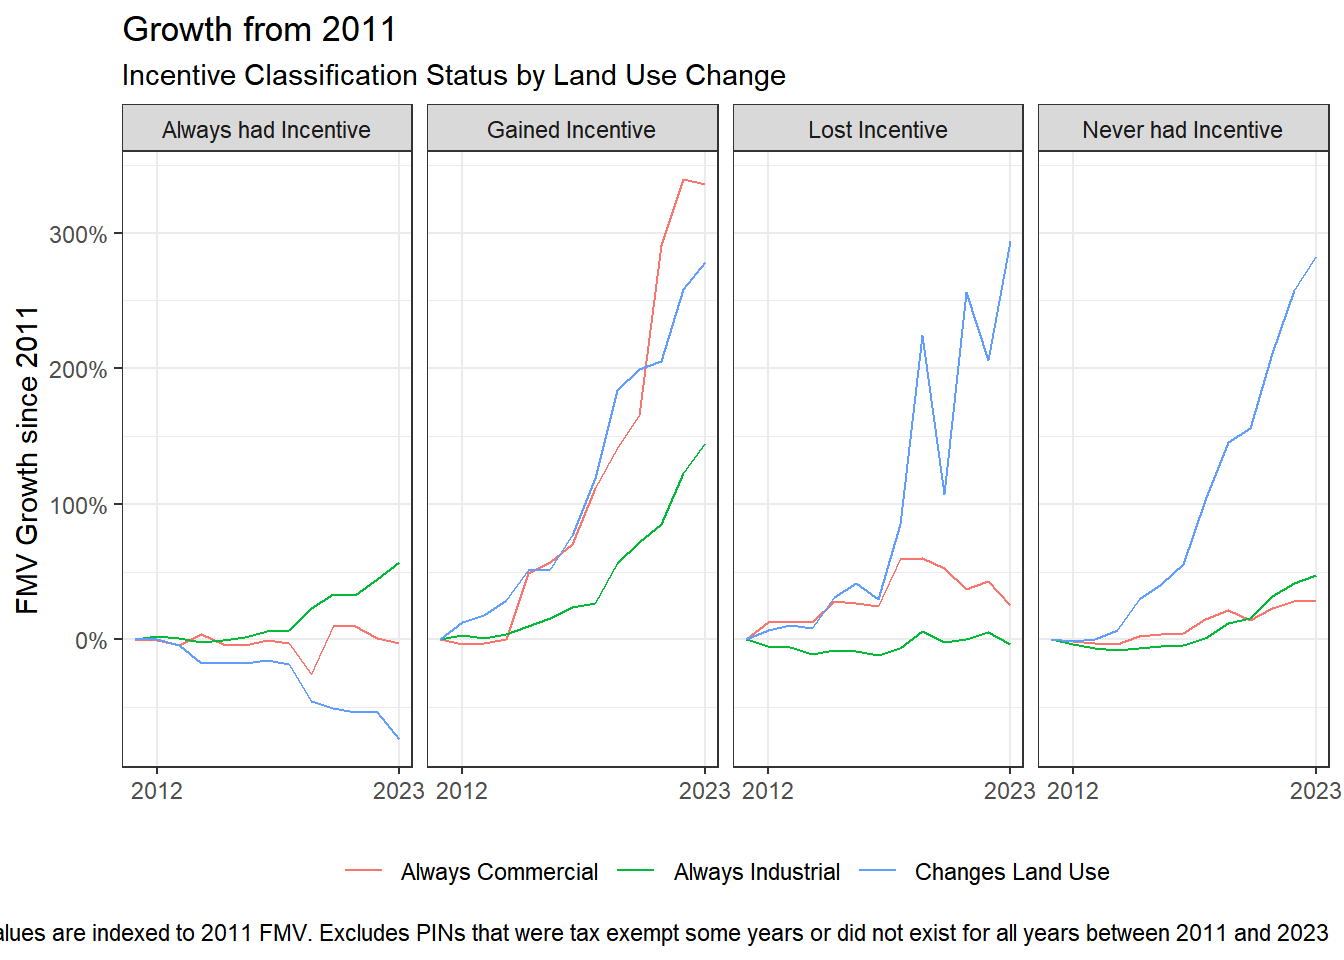 Growth from 2011
Incentive Classification Status by Land Use Change
Always had Incentive
Gained Incentive
Lost Incentive
Never had Incentive
FMV Growth since 2011
300%
200%
100%
0%
2012 2023 2012 2023 2012 2023 2012 2023
Always Commercial Always Industrial Changes Land Use
are indexed to 2011 FMV. Excludes PINs that were tax exempt some years or did not exist for all years between 2011 and 2023